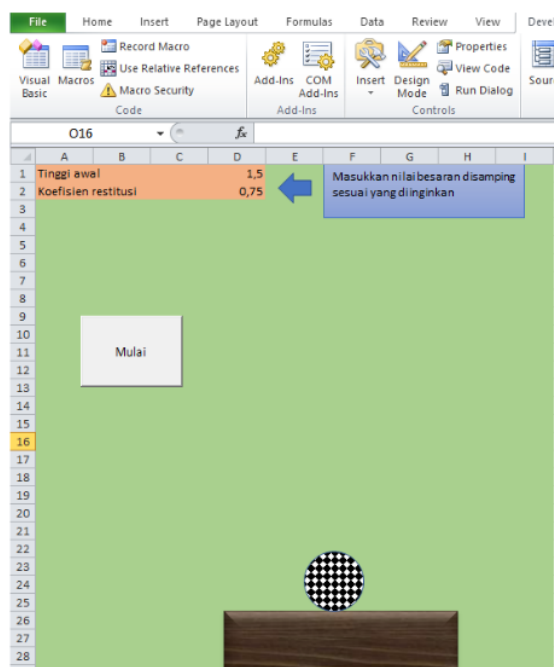 File Home Insert Page Layout Formulas Data Review View
Visual Basic
Macros
Record Macro
Use Relative References
Macro Security
Code
Add-Ins
COM Add-Ins
Add-Ins
Insert
Design Mode
Properties
View Code
Run Dialog
Controls
O16
fx
A B C D E F G H I
1 Tinggi awal 1,5
2 Koefisien restitusi 0,75
Masukkan nilai besaran disamping
sesuai yang diinginkan
3
4
5
6
7
8
9
10
11
Mulai
12
13
14
15
16
17
18
19
20
21
22
23
24
25
26
27
28